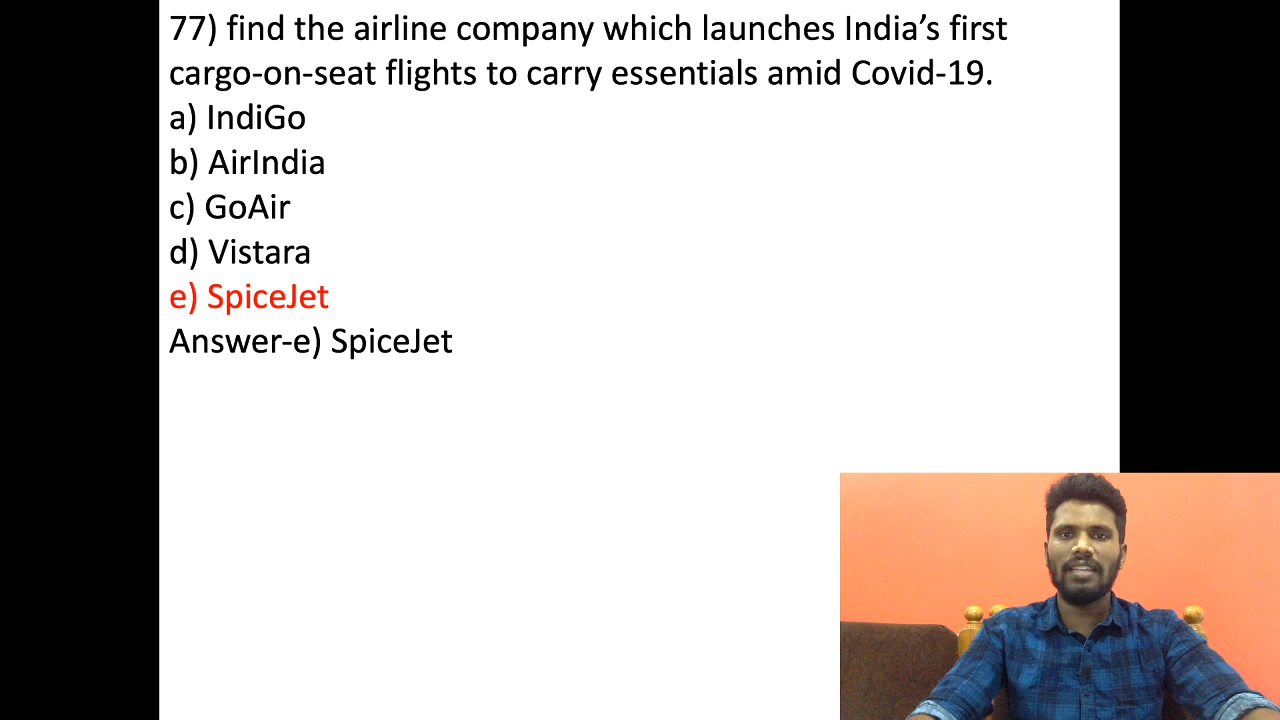 77) find the airline company which launches India’s first
cargo-on-seat flights to carry essentials amid Covid-19.
a) IndiGo
b) AirIndia
c) GoAir
d) Vistara
e) SpiceJet
Answer-e) SpiceJet